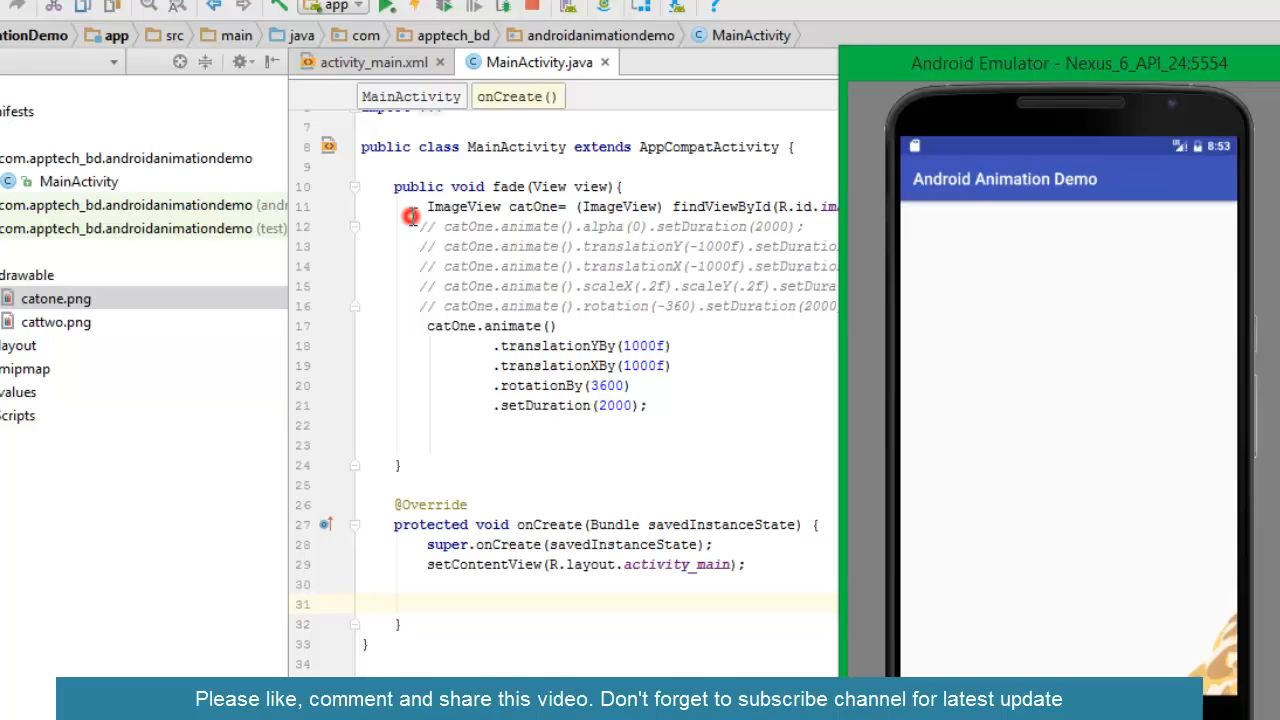 app
ationDemo app src main java com apptech_bd androidanimationdemo MainActivity
activity_main.xml MainActivity.java
MainActivity onCreate()
nifests
com.apptech_bd.androidanimationdemo
MainActivity
com.apptech_bd.androidanimationdemo (andr
com.apptech_bd.androidanimationdemo (test)
drawable
catone.png
cattwo.png
layout
mipmap
values
Scripts
import ...
7
8 public class MainActivity extends AppCompatActivity {
9
10 public void fade(View view){
11 ImageView catOne= (ImageView) findViewById(R.id.ima
12 // catOne.animate().alpha(0).setDuration(2000);
13 // catOne.animate().translationY(-1000f).setDuratio
14 // catOne.animate().translationX(-1000f).setDuratio
15 // catOne.animate().scaleX(.2f).scaleY(.2f).setDura
16 // catOne.animate().rotation(-360).setDuration(2000
17 catOne.animate()
18 .translationYBy(1000f)
19 .translationXBy(1000f)
20 .rotationBy(3600)
21 .setDuration(2000);
22
23
24 }
25
26 @Override
27 protected void onCreate(Bundle savedInstanceState) {
28 super.onCreate(savedInstanceState);
29 setContentView(R.layout.activity_main);
30
31
32 }
33 }
34
Android Emulator - Nexus_6_API_24:5554
8:53
Android Animation Demo
Please like, comment and share this video. Don't forget to subscribe channel for latest update